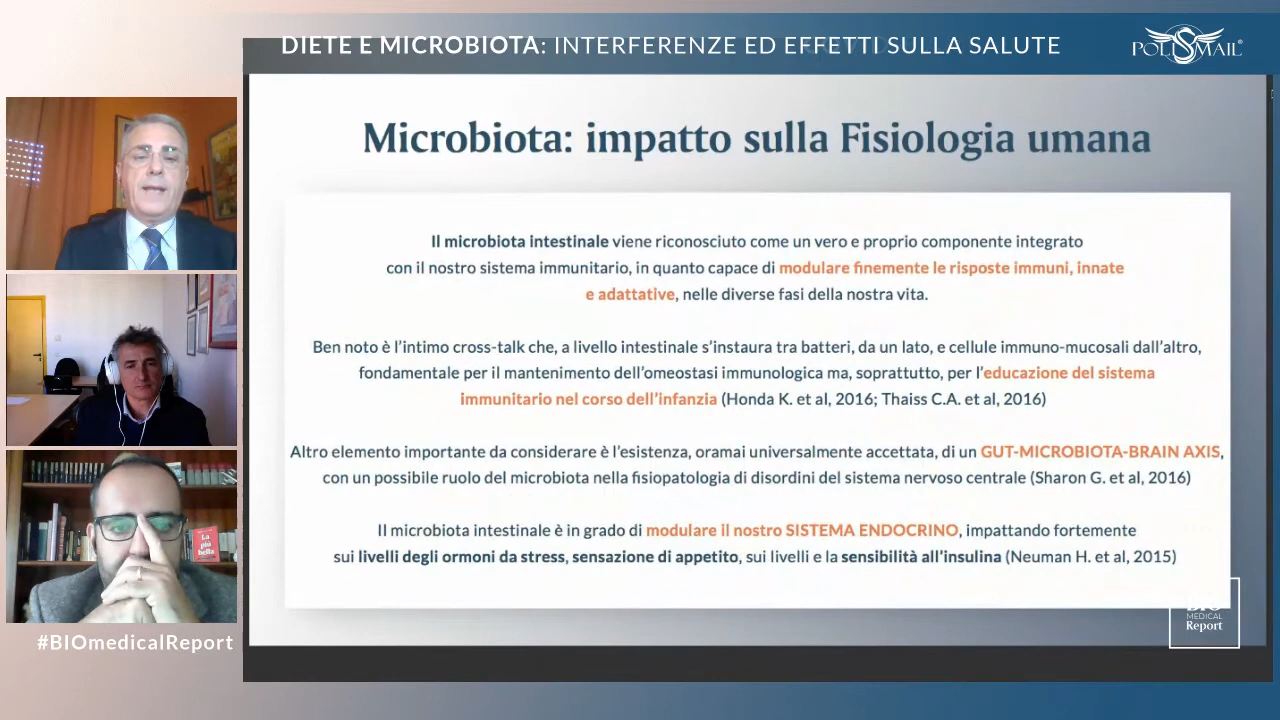 DIETE E MICROBIOTA: INTERFERENZE ED EFFETTI SULLA SALUTE
POLISMAIL®
Microbiota: impatto sulla Fisiologia umana
Il microbiota intestinale viene riconosciuto come un vero e proprio componente integrato
con il nostro sistema immunitario, in quanto capace di modulare finemente le risposte immuni, innate
e adattative, nelle diverse fasi della nostra vita.
Ben noto è l'intimo cross-talk che, a livello intestinale s'instaura tra batteri, da un lato, e cellule immuno-mucosali dall'altro,
fondamentale per il mantenimento dell'omeostasi immunologica ma, soprattutto, per l'educazione del sistema
immunitario nel corso dell'infanzia (Honda K. et al, 2016; Thaiss C.A. et al, 2016)
Altro elemento importante da considerare è l'esistenza, oramai universalmente accettata, di un GUT-MICROBIOTA-BRAIN AXIS,
con un possibile ruolo del microbiota nella fisiopatologia di disordini del sistema nervoso centrale (Sharon G. et al, 2016)
Il microbiota intestinale è in grado di modulare il nostro SISTEMA ENDOCRINO, impattando fortemente
sui livelli degli ormoni da stress, sensazione di appetito, sui livelli e la sensibilità all'insulina (Neuman H. et al, 2015)
La
più
bella
#BIOmedicalReport
BIO
MEDICAL
Report